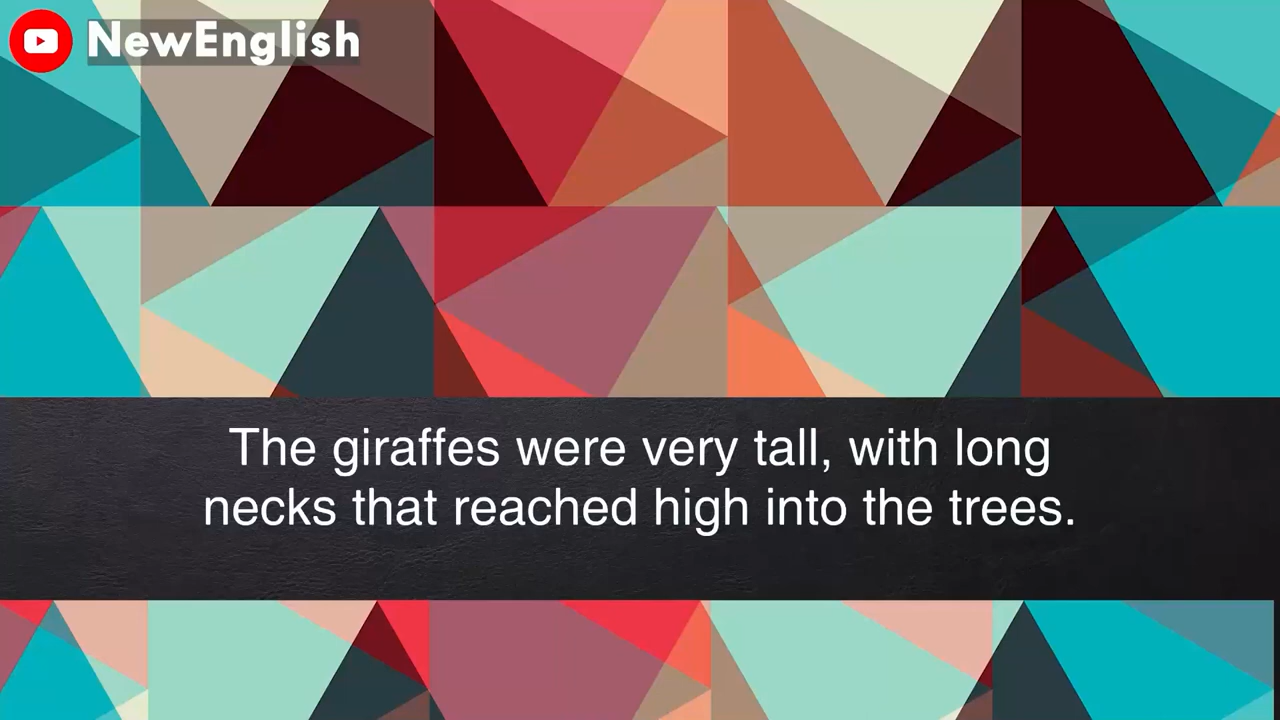 NewEnglish
The giraffes were very tall, with long
necks that reached high into the trees.